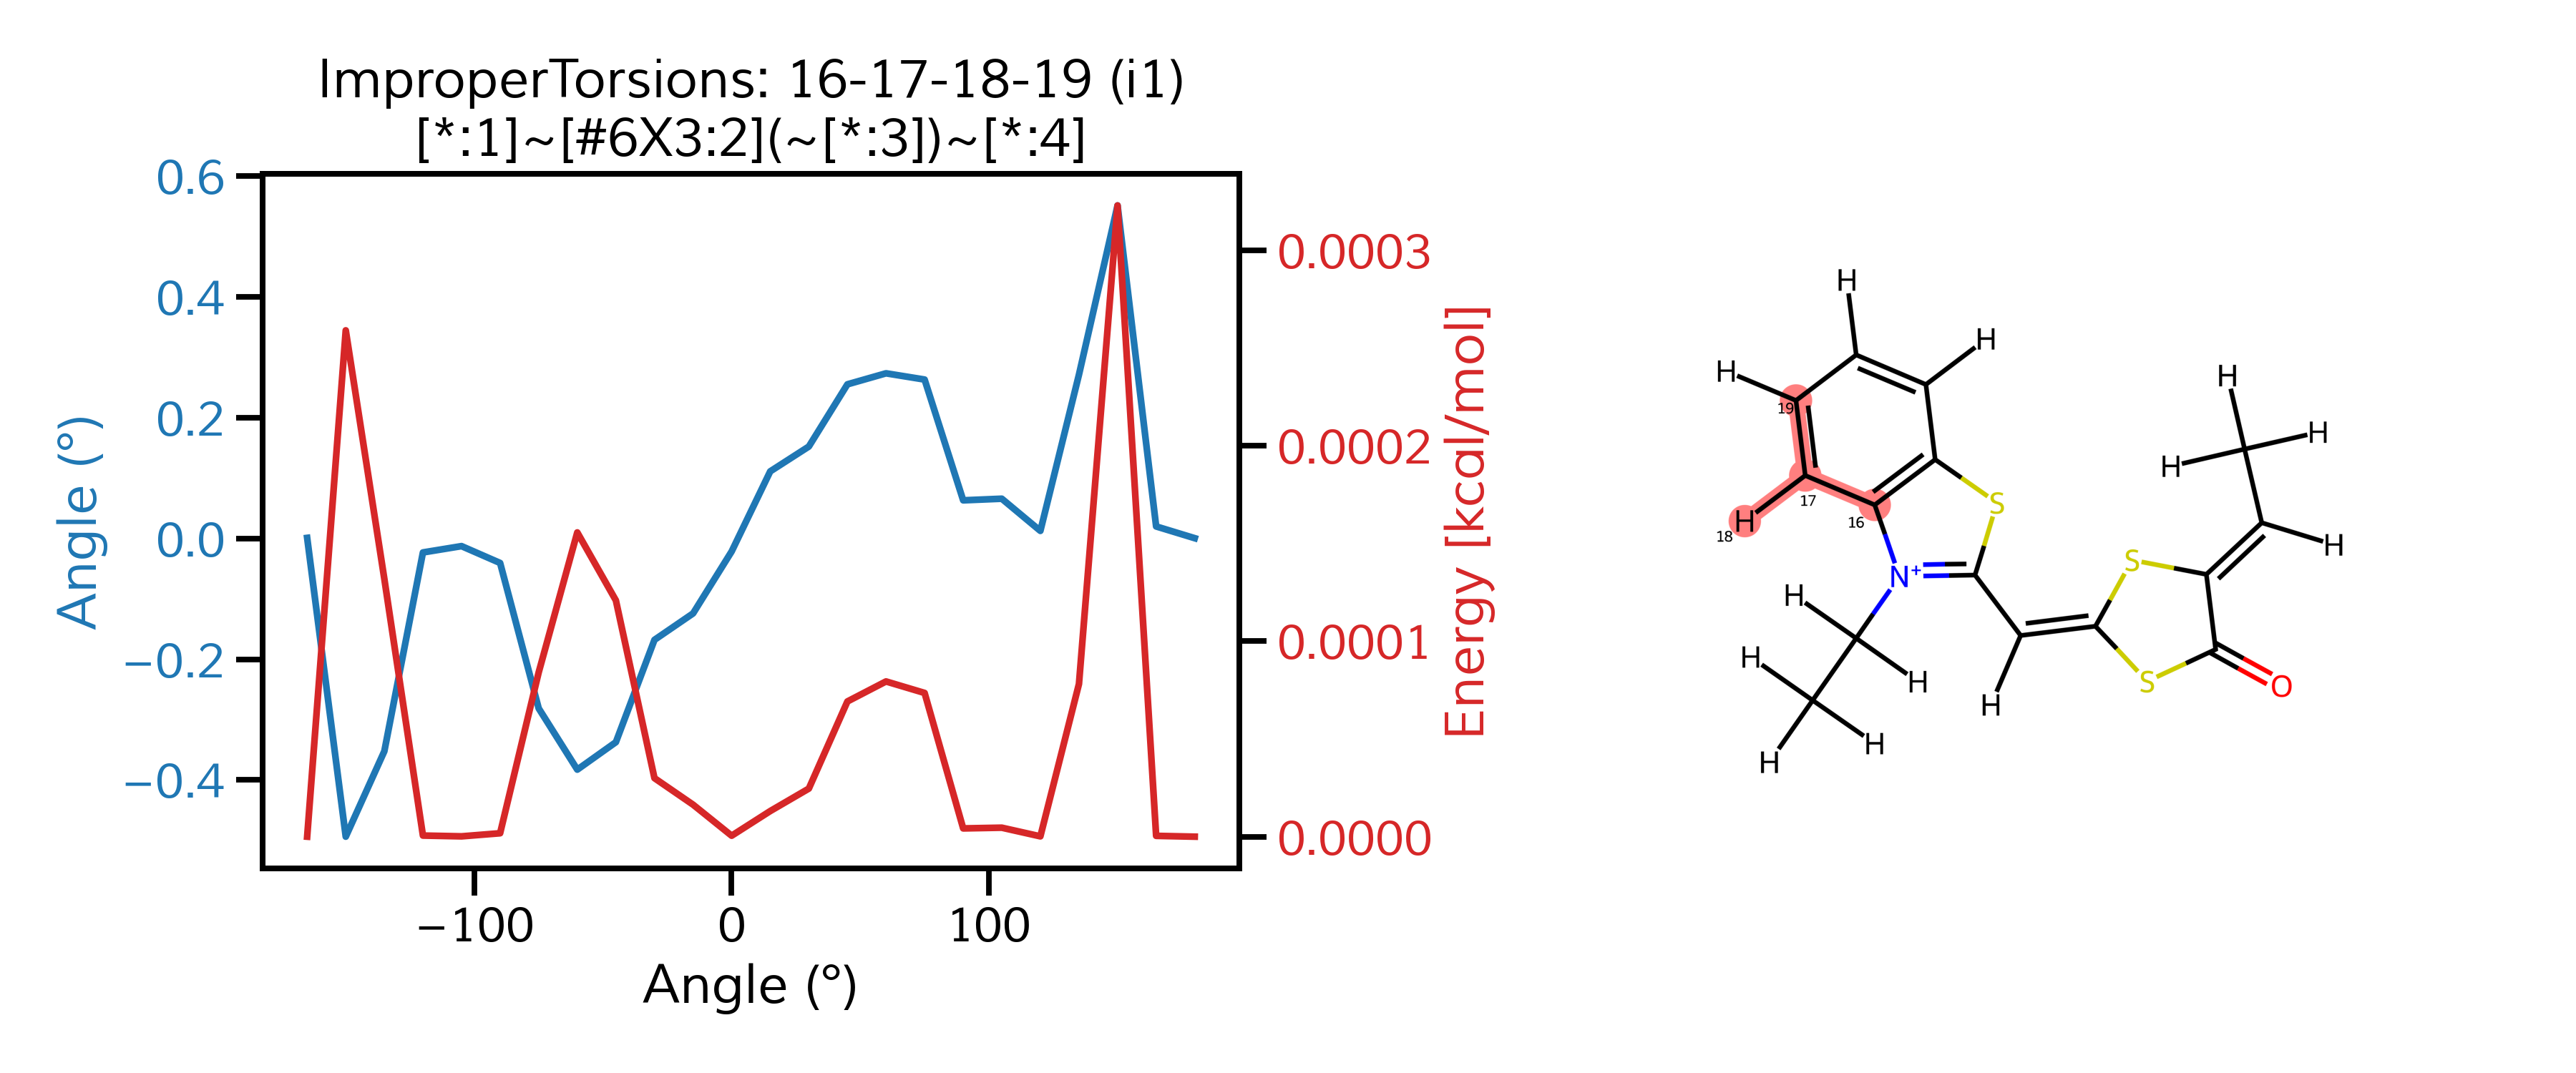 ImproperTorsions: 16-17-18-19 (i1)
[*:1]~[#6X3:2](~[*:3])~[*:4]
0.6
0.4
0.2
0.0
−0.2
−0.4
Angle (°)
−100
0
100
Angle (°)
0.0003
0.0002
0.0001
0.0000
Energy [kcal/mol]
H
H
H
H
19
17
H
18
16
S
N+
H
H
H
H
H
H
S
S
O
H
H
H
H